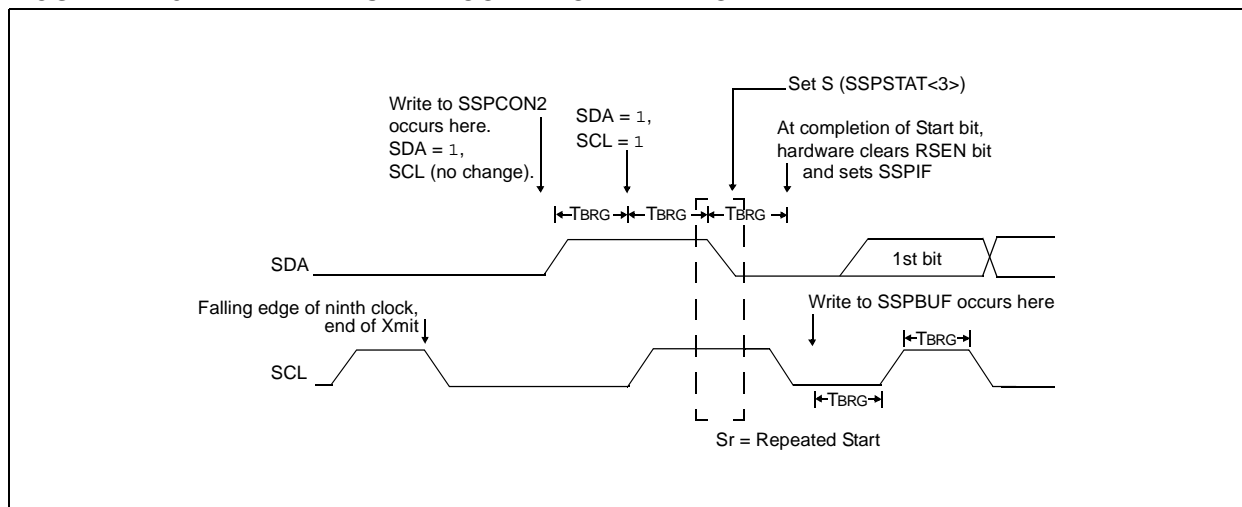 Set S (SSPSTAT<3>)
Write to SSPCON2
occurs here.
SDA = 1,
SCL (no change).
SDA = 1,
SCL = 1
At completion of Start bit,
hardware clears RSEN bit
and sets SSPIF
TBRG
TBRG
TBRG
SDA
1st bit
Falling edge of ninth clock,
end of Xmit
Write to SSPBUF occurs here
TBRG
SCL
TBRG
Sr = Repeated Start